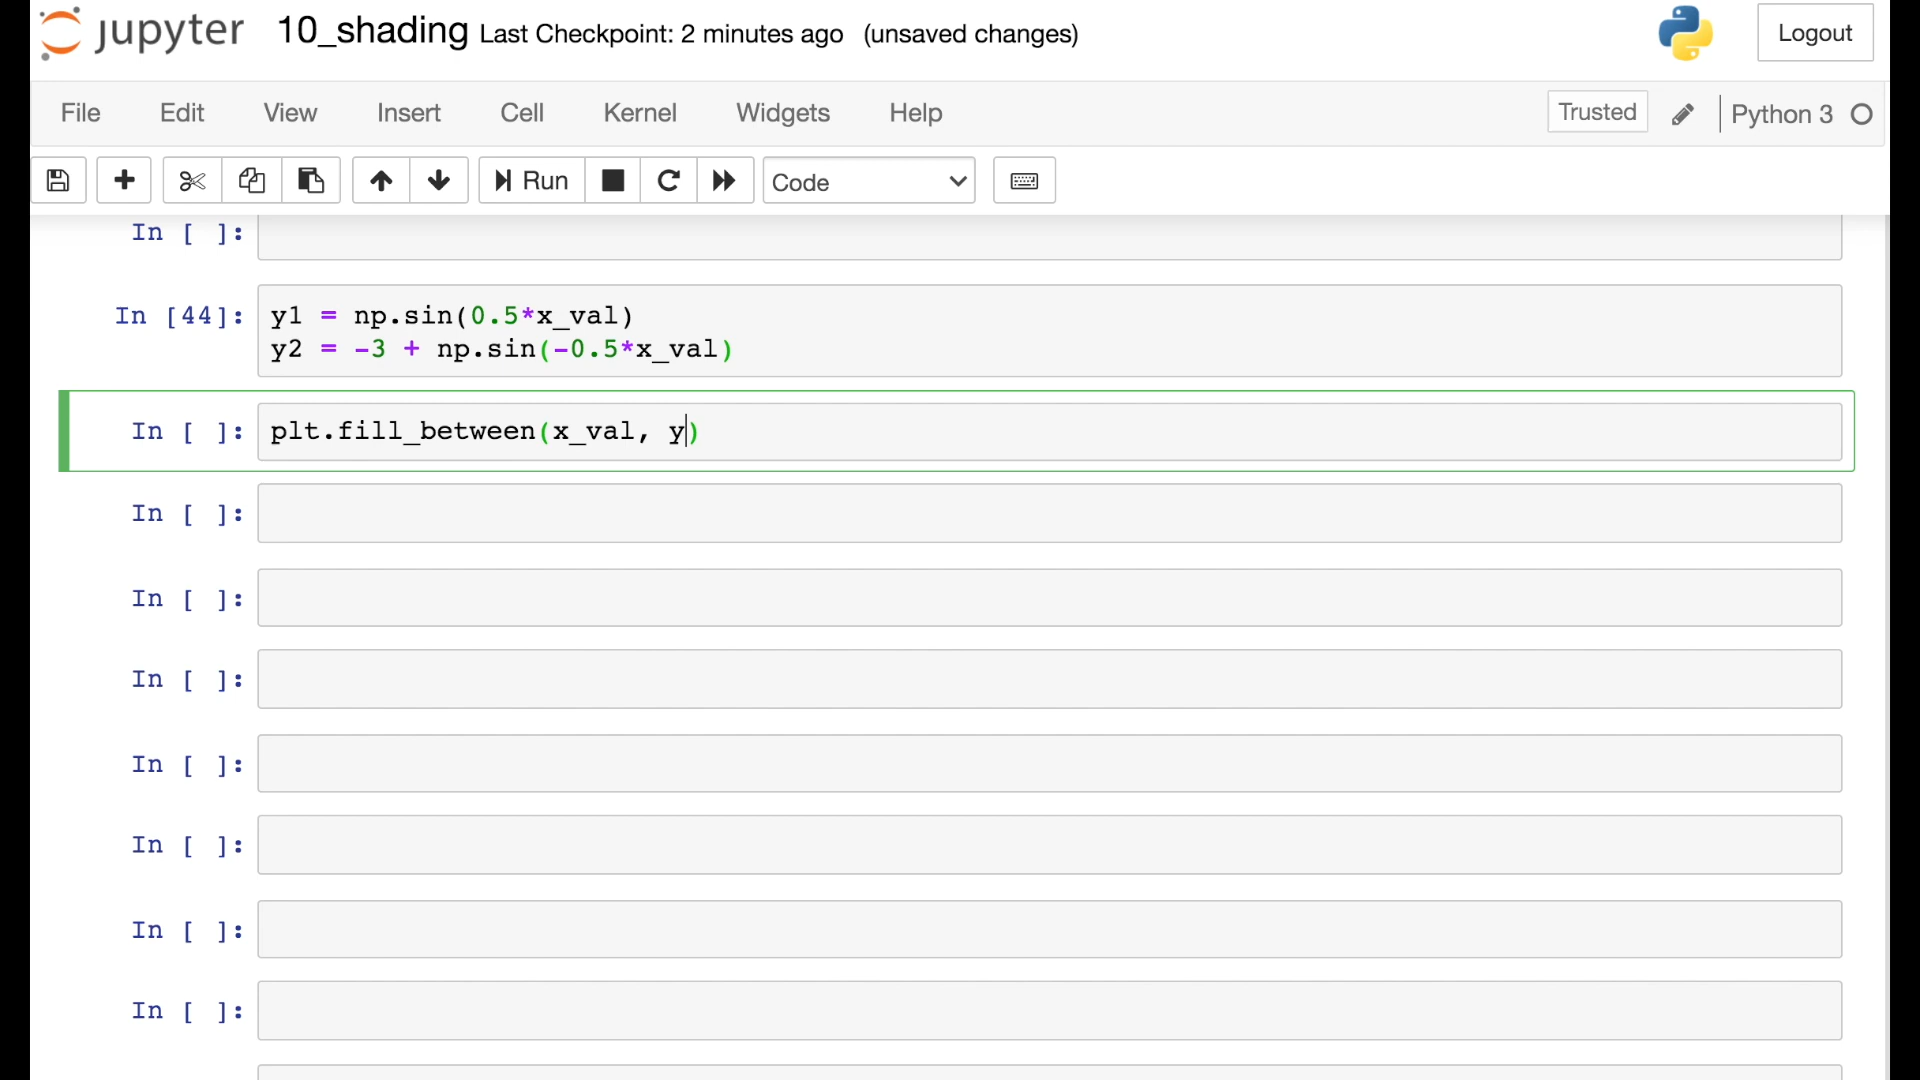 jupyter 10_shading Last Checkpoint: 2 minutes ago (unsaved changes) Logout
File Edit View Insert Cell Kernel Widgets Help Trusted Python 3
Run Code
In [ ]:
In [44]: y1 = np.sin(0.5*x_val)
y2 = -3 + np.sin(-0.5*x_val)
In [ ]: plt.fill_between(x_val, y)
In [ ]:
In [ ]:
In [ ]:
In [ ]:
In [ ]:
In [ ]:
In [ ]: